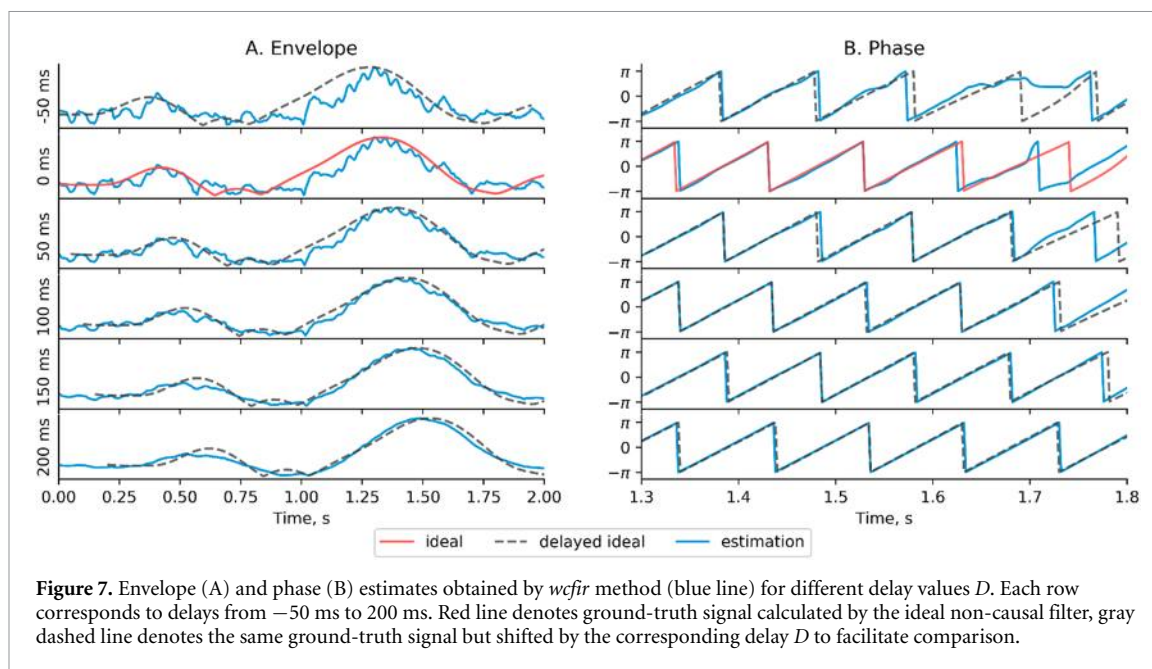 A. Envelope
B. Phase
-50 ms
0 ms
50 ms
100 ms
150 ms
200 ms
π
0
−π
π
0
−π
π
0
−π
π
0
−π
π
0
−π
π
0
−π
0.00 0.25 0.50 0.75 1.00 1.25 1.50 1.75 2.00
1.3 1.4 1.5 1.6 1.7 1.8
Time, s
Time, s
ideal delayed ideal estimation
Figure 7. Envelope (A) and phase (B) estimates obtained by wcfir method (blue line) for different delay values D. Each row
corresponds to delays from −50 ms to 200 ms. Red line denotes ground-truth signal calculated by the ideal non-causal filter, gray
dashed line denotes the same ground-truth signal but shifted by the corresponding delay D to facilitate comparison.